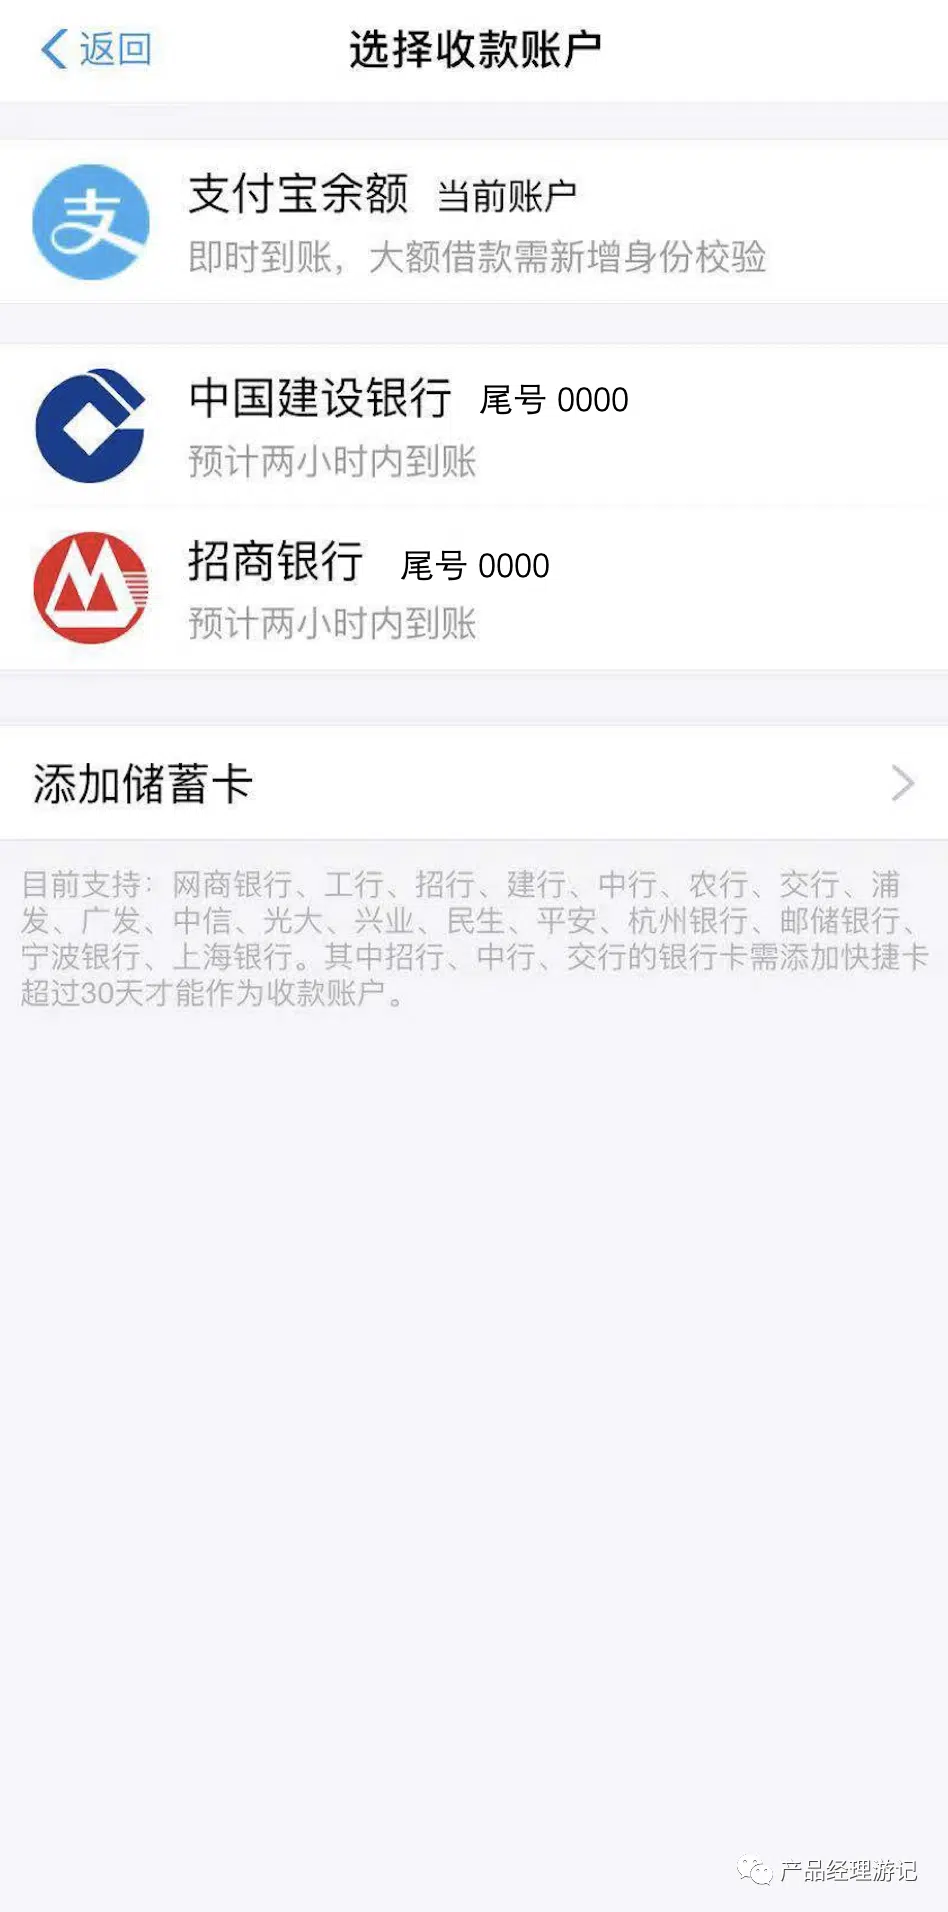 返回
选择收款账户
支付宝余额 当前账户
即时到账，大额借款需新增身份校验
中国建设银行 尾号 0000
预计两小时内到账
招商银行 尾号 0000
预计两小时内到账
添加储蓄卡
目前支持：网商银行、工行、招行、建行、中行、农行、交行、浦
发、广发、中信、光大、兴业、民生、平安、杭州银行、邮储银行、
宁波银行、上海银行。其中招行、中行、交行的银行卡需添加快捷卡
超过30天才能作为收款账户。
产品经理游记